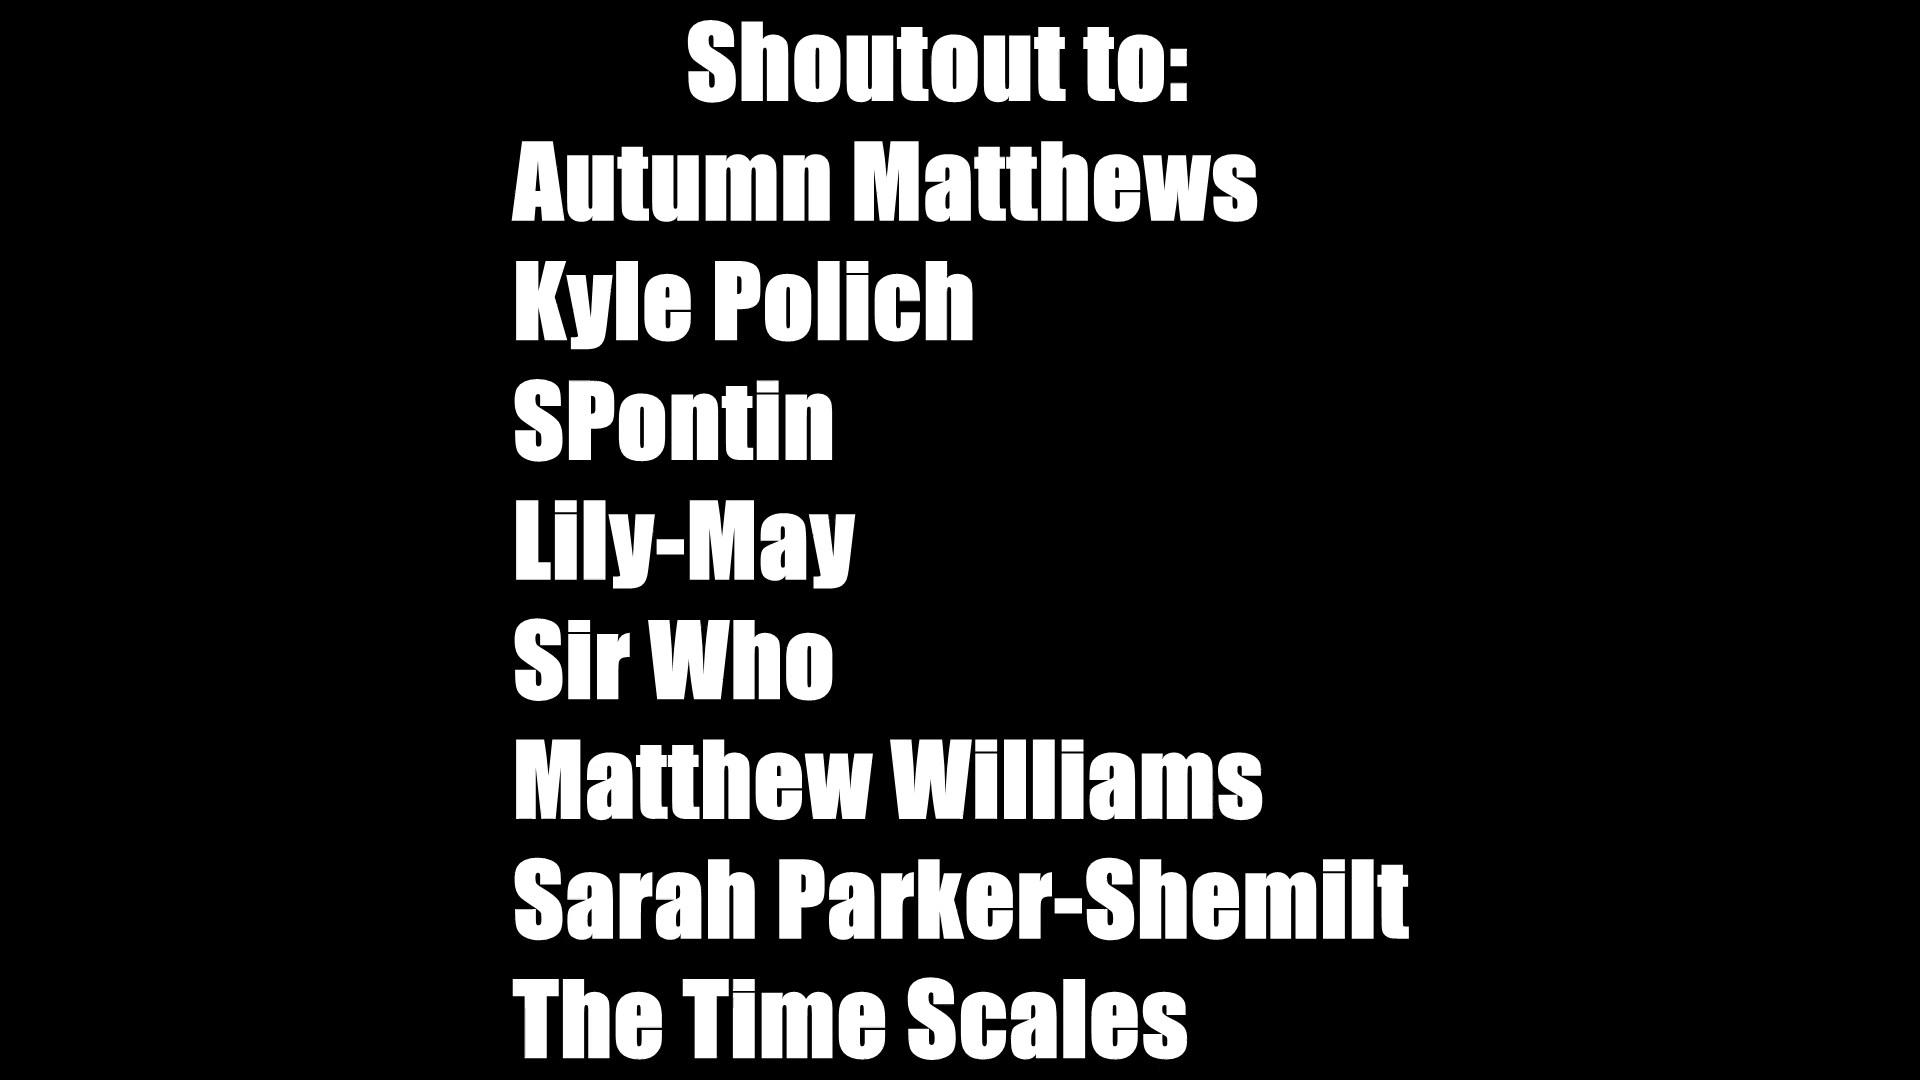 Shoutout to:
Autumn Matthews
Kyle Polich
SPontin
Lily-May
Sir Who
Matthew Williams
Sarah Parker-Shemilt
The Time Scales